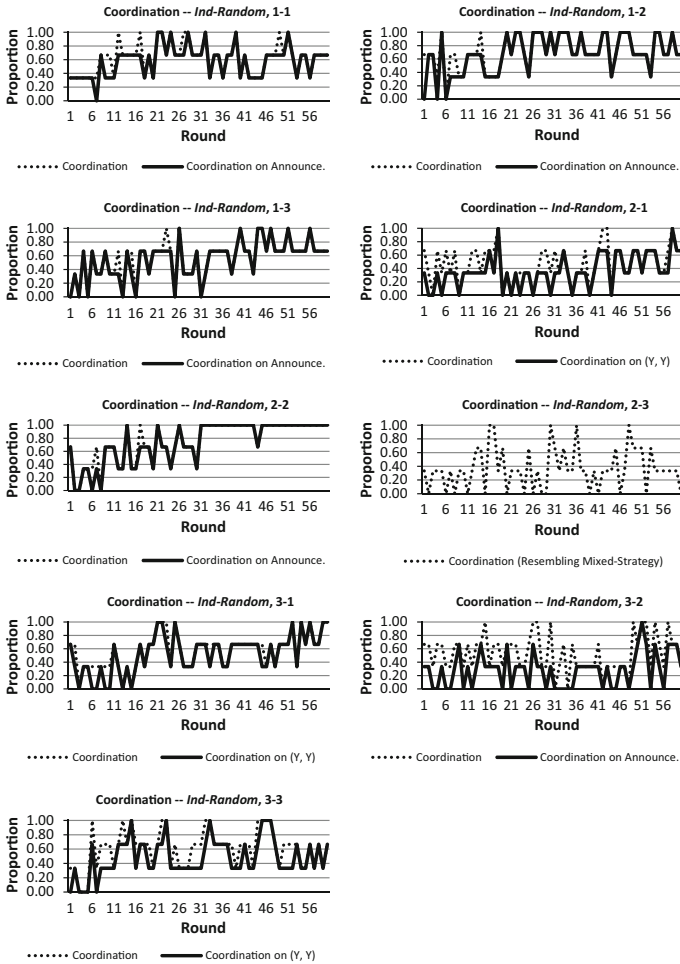 Coordination -- Ind-Random, 1-1
Proportion
1.00
0.80
0.60
0.40
0.20
0.00
1 6 11 16 21 26 31 36 41 46 51 56
Round
Coordination Coordination on Announce.
Coordination -- Ind-Random, 1-2
Proportion
1.00
0.80
0.60
0.40
0.20
0.00
1 6 11 16 21 26 31 36 41 46 51 56
Round
Coordination Coordination on Announce.
Coordination -- Ind-Random, 1-3
Proportion
1.00
0.80
0.60
0.40
0.20
0.00
1 6 11 16 21 26 31 36 41 46 51 56
Round
Coordination Coordination on Announce.
Coordination -- Ind-Random, 2-1
Proportion
1.00
0.80
0.60
0.40
0.20
0.00
1 6 11 16 21 26 31 36 41 46 51 56
Round
Coordination Coordination on (Y, Y)
Coordination -- Ind-Random, 2-2
Proportion
1.00
0.80
0.60
0.40
0.20
0.00
1 6 11 16 21 26 31 36 41 46 51 56
Round
Coordination Coordination on Announce.
Coordination -- Ind-Random, 2-3
Proportion
1.00
0.80
0.60
0.40
0.20
0.00
1 6 11 16 21 26 31 36 41 46 51 56
Round
Coordination (Resembling Mixed-Strategy)
Coordination -- Ind-Random, 3-1
Proportion
1.00
0.80
0.60
0.40
0.20
0.00
1 6 11 16 21 26 31 36 41 46 51 56
Round
Coordination Coordination on (Y, Y)
Coordination -- Ind-Random, 3-2
Proportion
1.00
0.80
0.60
0.40
0.20
0.00
1 6 11 16 21 26 31 36 41 46 51 56
Round
Coordination Coordination on Announce.
Coordination -- Ind-Random, 3-3
Proportion
1.00
0.80
0.60
0.40
0.20
0.00
1 6 11 16 21 26 31 36 41 46 51 56
Round
Coordination Coordination on (Y, Y)